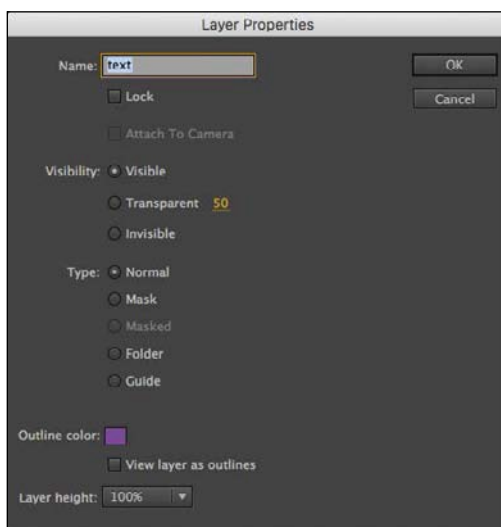 Layer Properties
Name: text OK
Lock Cancel
Attach To Camera
Visibility: Visible
Transparent 50
Invisible
Type: Normal
Mask
Masked
Folder
Guide
Outline color:
View layer as outlines
Layer height: 100%